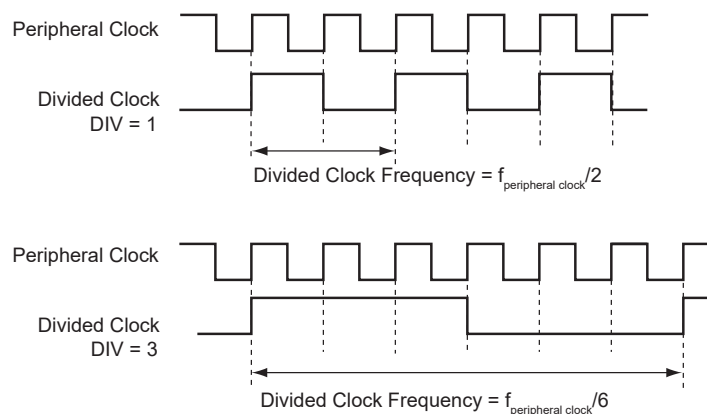 Peripheral Clock
Divided Clock
DIV = 1
Divided Clock Frequency = fperipheral clock/2
Peripheral Clock
Divided Clock
DIV = 3
Divided Clock Frequency = fperipheral clock/6